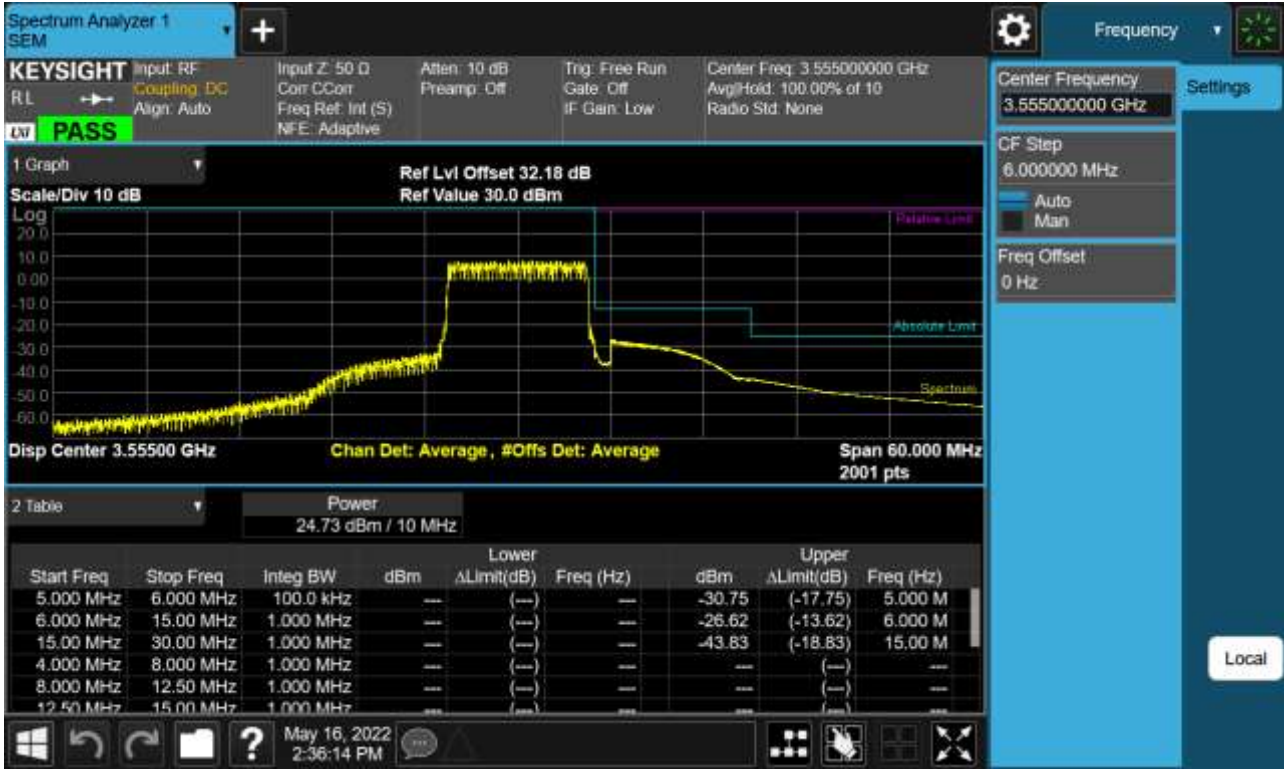 Spectrum Analyzer 1
SEM
+
Frequency
KEYSIGHT
RL
LXI
PASS
Input: RF
Coupling: DC
Align: Auto
Input Z: 50 Ω
Corr CCorr
Freq Ref: Int (S)
NFE: Adaptive
Atten: 10 dB
Preamp: Off
Trig: Free Run
Gate: Off
IF Gain: Low
Center Freq: 3.555000000 GHz
Avg|Hold: 100.00% of 10
Radio Std: None
Center Frequency
3.555000000 GHz
Settings
CF Step
6.000000 MHz
Auto
Man
Freq Offset
0 Hz
1 Graph
Scale/Div 10 dB
Ref Lvl Offset 32.18 dB
Ref Value 30.0 dBm
Log
20.0
10.0
0.00
-10.0
-20.0
-30.0
-40.0
-50.0
-60.0
Relative Limit
Absolute Limit
Spectrum
Disp Center 3.55500 GHz
Chan Det: Average, #Offs Det: Average
Span 60.000 MHz
2001 pts
2 Table
Power
24.73 dBm / 10 MHz
Lower Upper
Start Freq Stop Freq Integ BW dBm ΔLimit(dB) Freq (Hz) dBm ΔLimit(dB) Freq (Hz)
5.000 MHz 6.000 MHz 100.0 kHz --- (---) --- -30.75 (-17.75) 5.000 M
6.000 MHz 15.00 MHz 1.000 MHz --- (---) --- -26.62 (-13.62) 6.000 M
15.00 MHz 30.00 MHz 1.000 MHz --- (---) --- -43.83 (-18.83) 15.00 M
4.000 MHz 8.000 MHz 1.000 MHz --- (---) --- --- (---) ---
8.000 MHz 12.50 MHz 1.000 MHz --- (---) --- --- (---) ---
12.50 MHz 15.00 MHz 1.000 MHz --- (---) --- --- (---) ---
Local
?
May 16, 2022
2:36:14 PM